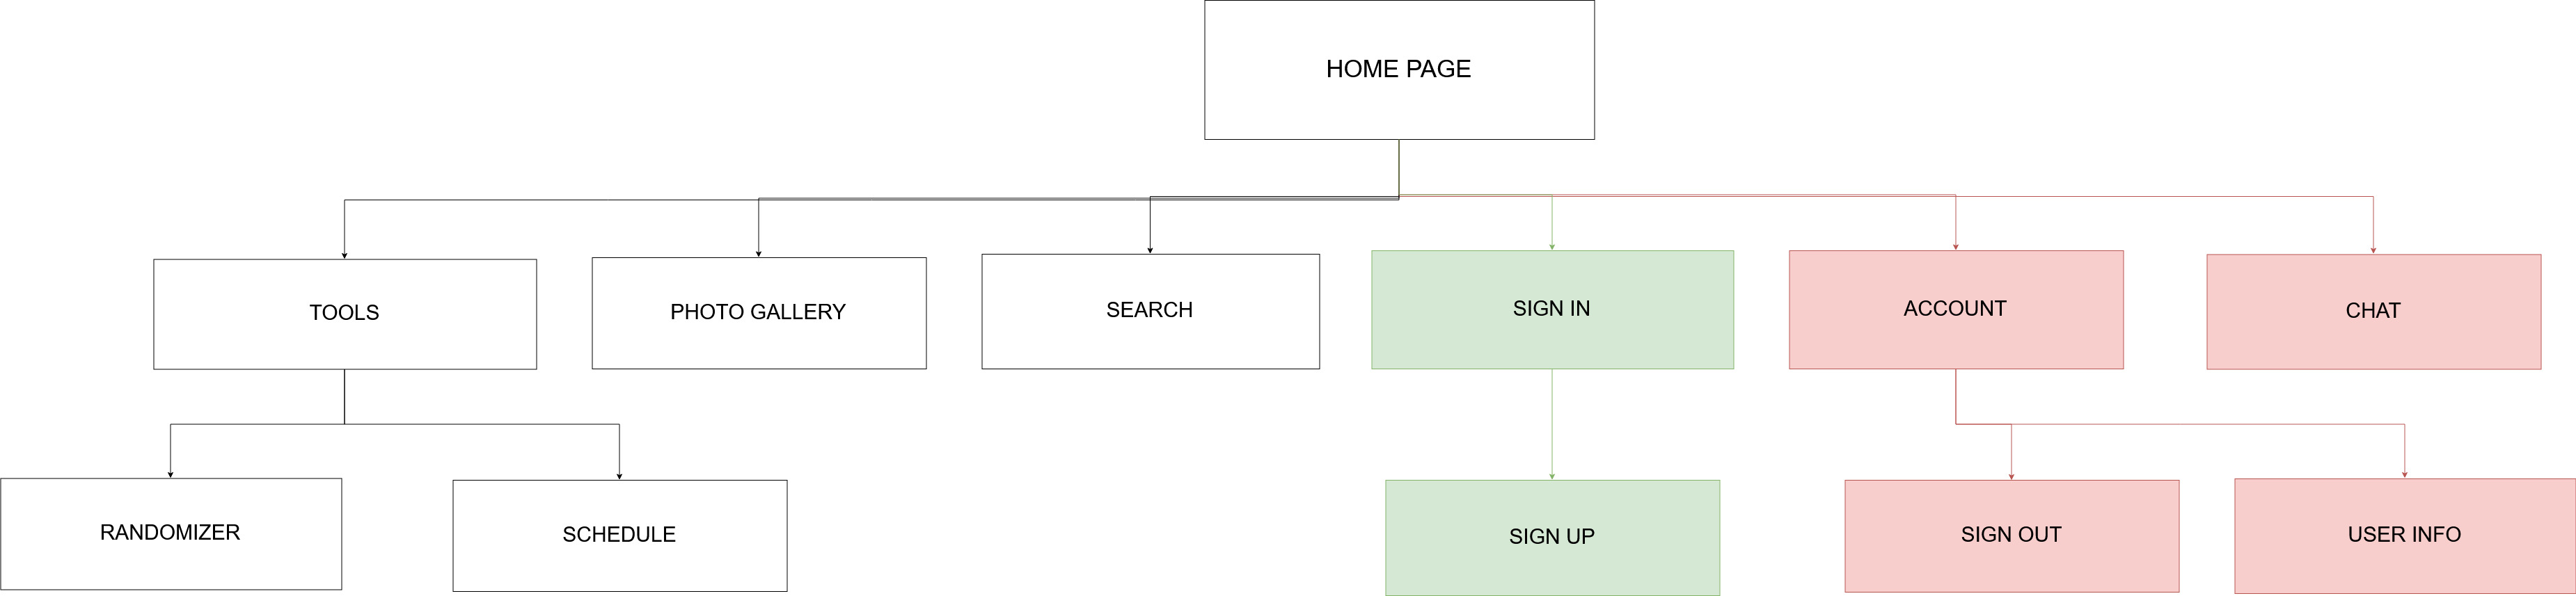 HOME PAGE
TOOLS
PHOTO GALLERY
SEARCH
SIGN IN
ACCOUNT
CHAT
RANDOMIZER
SCHEDULE
SIGN UP
SIGN OUT
USER INFO